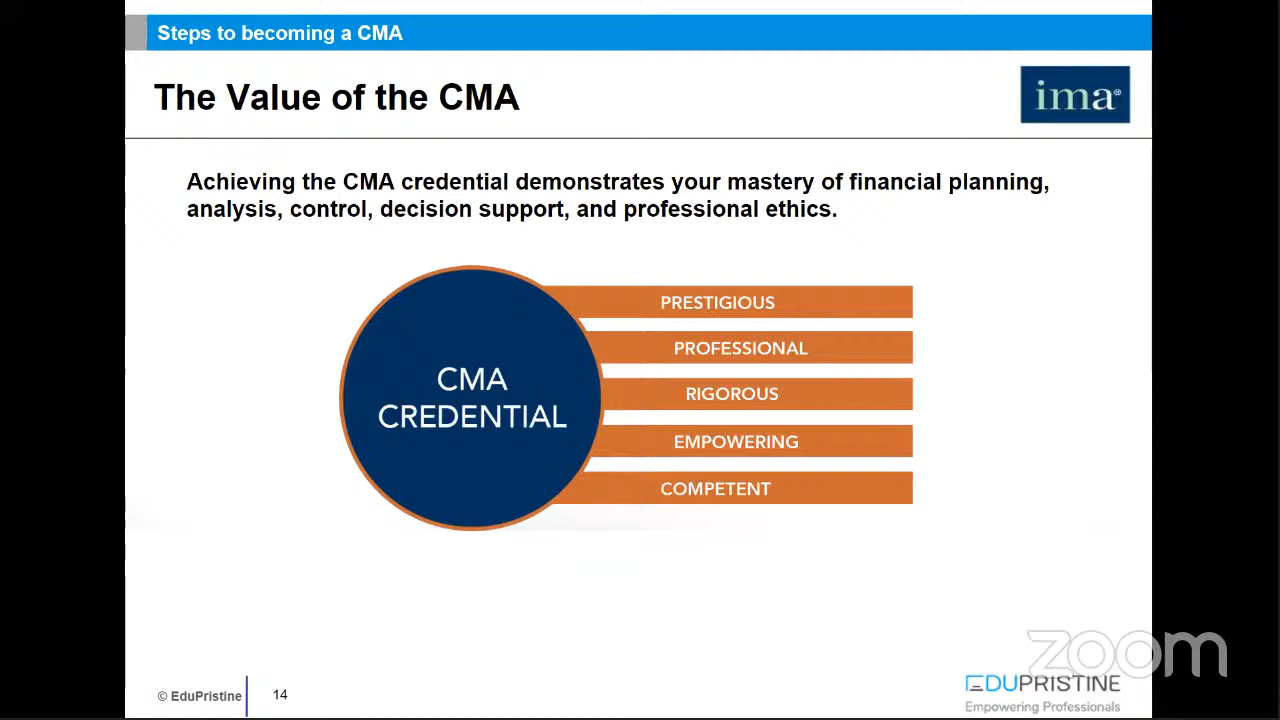 Steps to becoming a CMA
The Value of the CMA
ima®
Achieving the CMA credential demonstrates your mastery of financial planning,
analysis, control, decision support, and professional ethics.
CMA
CREDENTIAL
PRESTIGIOUS
PROFESSIONAL
RIGOROUS
EMPOWERING
COMPETENT
zoom
© EduPristine
14
EDUPRISTINE
Empowering Professionals